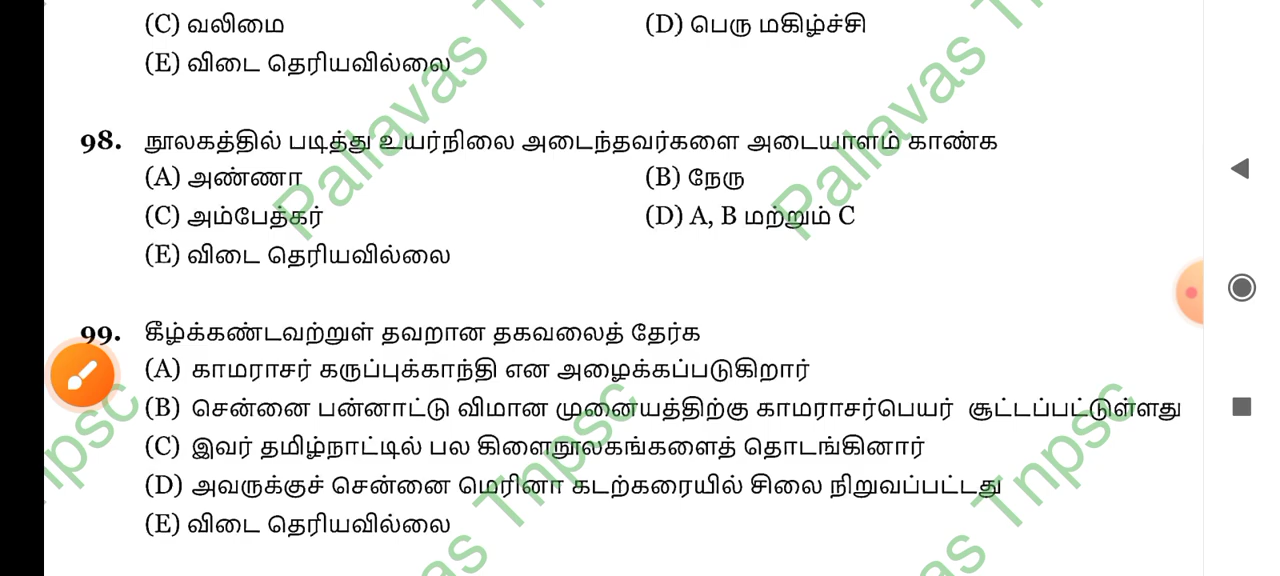 (C) வலிமை (D) பெரு மகிழ்ச்சி
(E) விடை தெரியவில்லை
98. நூலகத்தில் படித்து உயர்நிலை அடைந்தவர்களை அடையாளம் காண்க
(A) அண்ணா (B) நேரு
(C) அம்பேத்கர் (D) A, B மற்றும் C
(E) விடை தெரியவில்லை
99. கீழ்க்கண்டவற்றுள் தவறான தகவலைத் தேர்க
(A) காமராசர் கருப்புக்காந்தி என அழைக்கப்படுகிறார்
(B) சென்னை பன்னாட்டு விமான முனையத்திற்கு காமராசர்பெயர் சூட்டப்பட்டுள்ளது
(C) இவர் தமிழ்நாட்டில் பல கிளைநூலகங்களைத் தொடங்கினார்
(D) அவருக்குச் சென்னை மெரினா கடற்கரையில் சிலை நிறுவப்பட்டது
(E) விடை தெரியவில்லை
Pallavas Tnpsc
Pallavas Tnpsc